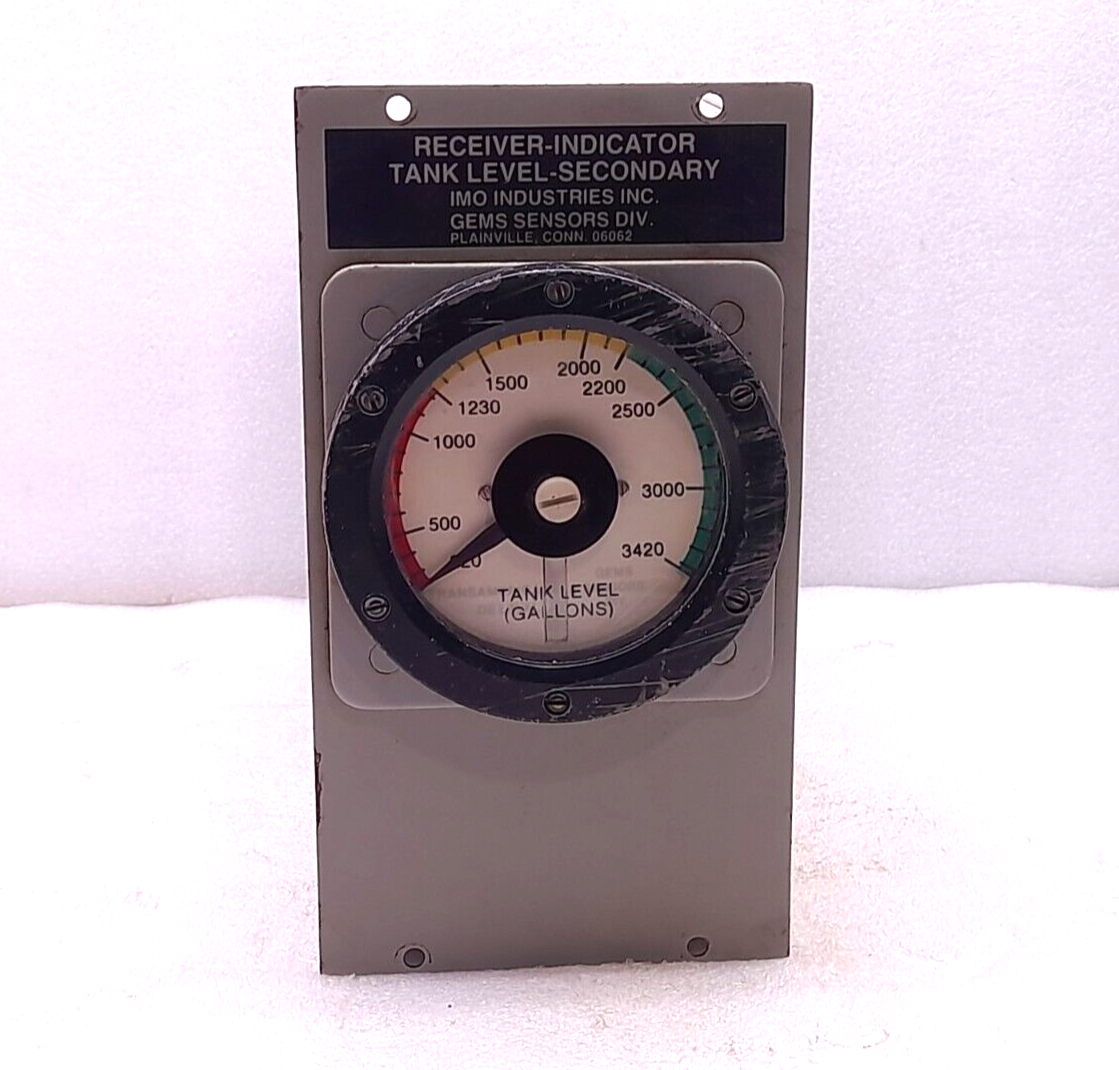 RECEIVER-INDICATOR
TANK LEVEL-SECONDARY
IMO INDUSTRIES INC.
GEMS SENSORS DIV.
PLAINVILLE, CONN. 06062
2000
1500
2200
1230
2500
1000
3000
500
3420
TANK LEVEL
(GALLONS)